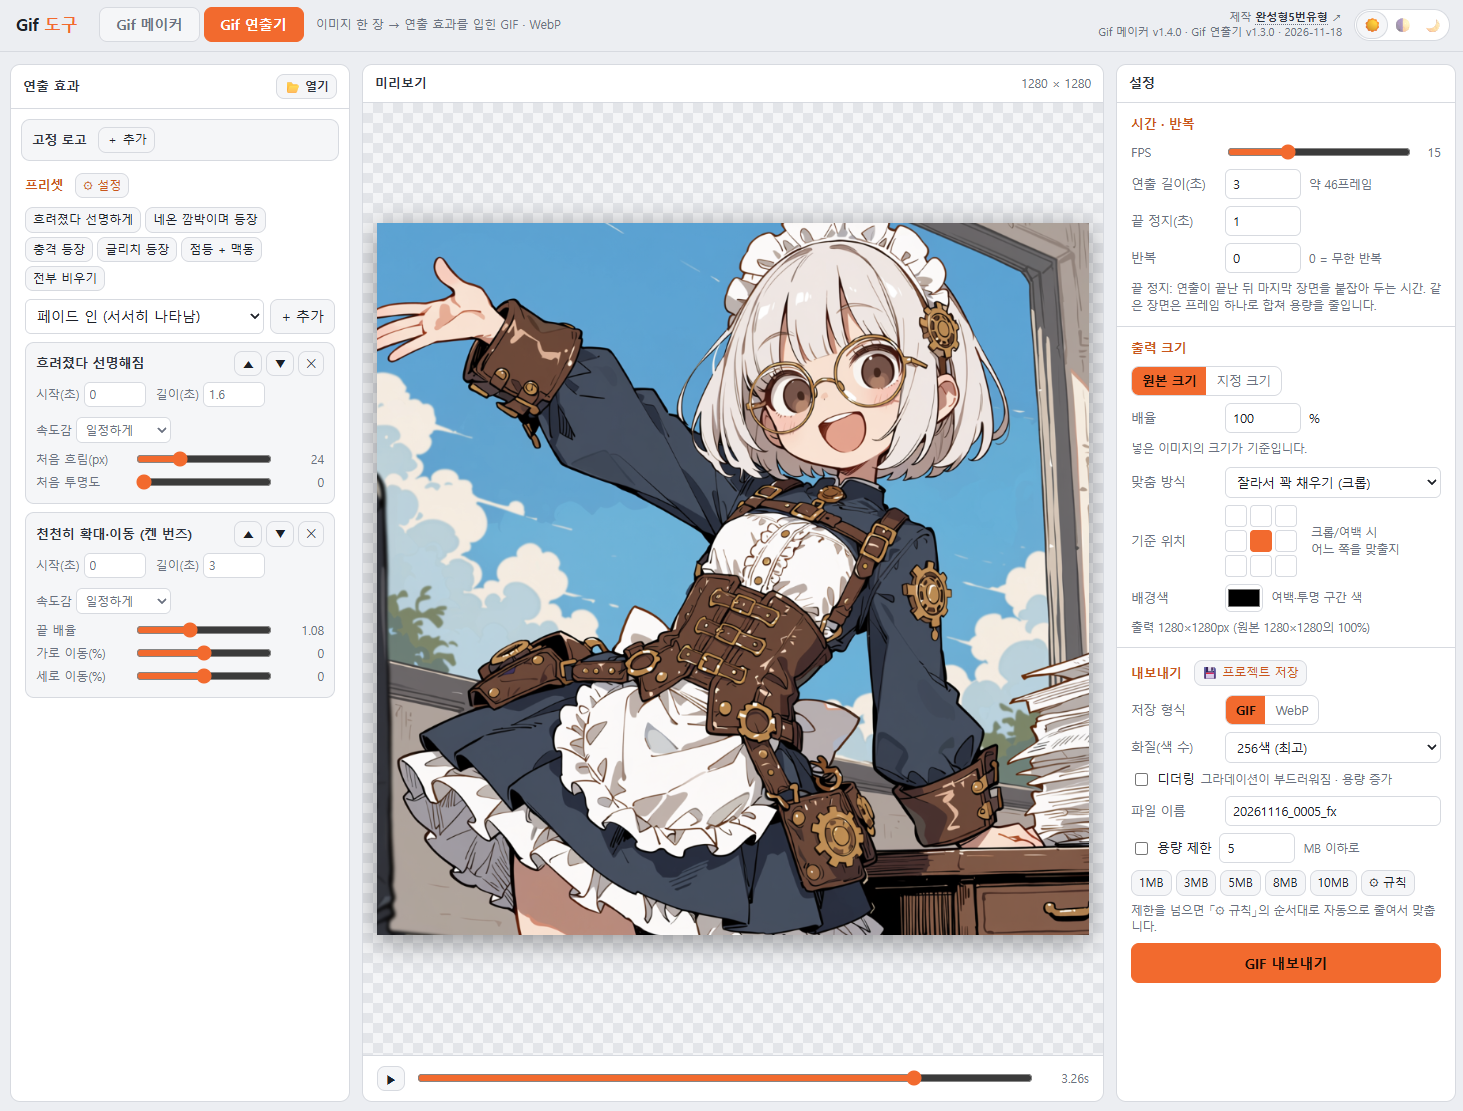 Gif 도구
Gif 메이커
Gif 연출기
이미지 한 장 → 연출 효과를 입힌 GIF · WebP
제작 완성형5번유형 ↗
Gif 메이커 v1.4.0 · Gif 연출기 v1.3.0 · 2026-11-18
연출 효과
열기
고정 로고
+ 추가
프리셋
⚙ 설정
흐려졌다 선명하게
네온 깜박이며 등장
충격 등장
글리치 등장
점등 + 맥동
전부 비우기
페이드 인 (서서히 나타남)
+ 추가
흐려졌다 선명해짐
▲ ▼ ✕
시작(초) 0 길이(초) 1.6
속도감 일정하게
처음 흐림(px) 24
처음 투명도 0
천천히 확대·이동 (켄 번즈)
▲ ▼ ✕
시작(초) 0 길이(초) 3
속도감 일정하게
끝 배율 1.08
가로 이동(%) 0
세로 이동(%) 0
미리보기
1280 × 1280
▶
3.26s
설정
시간 · 반복
FPS 15
연출 길이(초) 3 약 46프레임
끝 정지(초) 1
반복 0 0 = 무한 반복
끝 정지: 연출이 끝난 뒤 마지막 장면을 붙잡아 두는 시간. 같
은 장면은 프레임 하나로 합쳐 용량을 줄입니다.
출력 크기
원본 크기 지정 크기
배율 100 %
넣은 이미지의 크기가 기준입니다.
맞춤 방식 잘라서 꽉 채우기 (크롭)
기준 위치
크롭/여백 시
어느 쪽을 맞출지
배경색 여백·투명 구간 색
출력 1280×1280px (원본 1280×1280의 100%)
내보내기
프로젝트 저장
저장 형식 GIF WebP
화질(색 수) 256색 (최고)
디더링 그라데이션이 부드러워짐 · 용량 증가
파일 이름 20261116_0005_fx
용량 제한 5 MB 이하로
1MB 3MB 5MB 8MB 10MB ⚙ 규칙
제한을 넘으면 「⚙ 규칙」의 순서대로 자동으로 줄여서 맞춥
니다.
GIF 내보내기